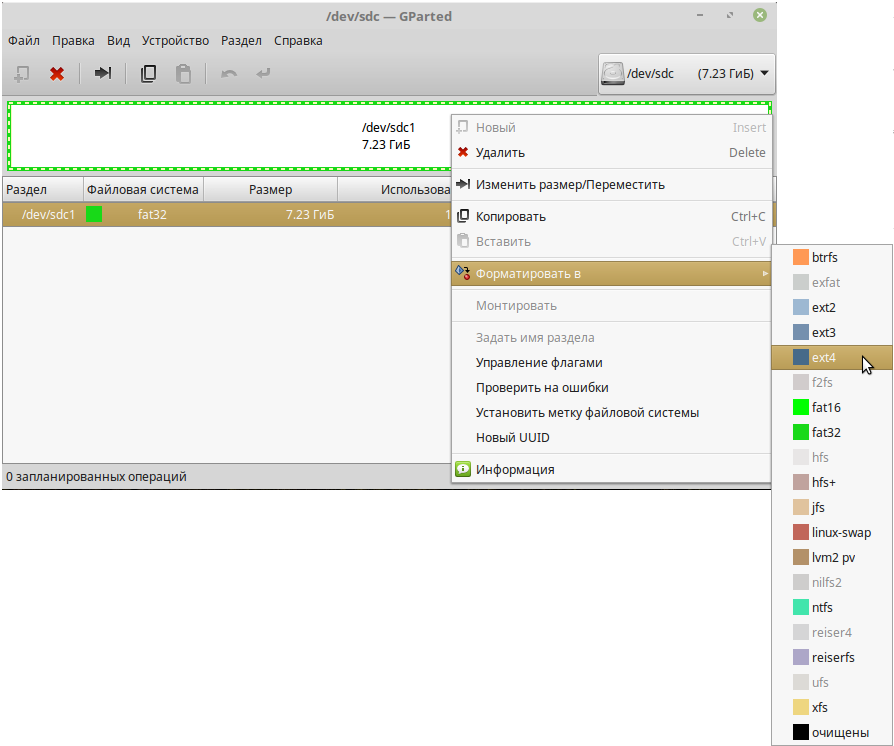 /dev/sdc — GParted
Файл Правка Вид Устройство Раздел Справка
/dev/sdc (7.23 ГиБ)
/dev/sdc1
7.23 ГиБ
Раздел Файловая система Размер Использова
/dev/sdc1 fat32 7.23 ГиБ 1
Новый Insert
Удалить Delete
Изменить размер/Переместить
Копировать Ctrl+C
Вставить Ctrl+V
Форматировать в
Монтировать
Задать имя раздела
Управление флагами
Проверить на ошибки
Установить метку файловой системы
Новый UUID
Информация
btrfs
exfat
ext2
ext3
ext4
f2fs
fat16
fat32
hfs
hfs+
jfs
linux-swap
lvm2 pv
nilfs2
ntfs
reiser4
reiserfs
ufs
xfs
очищены
0 запланированных операций